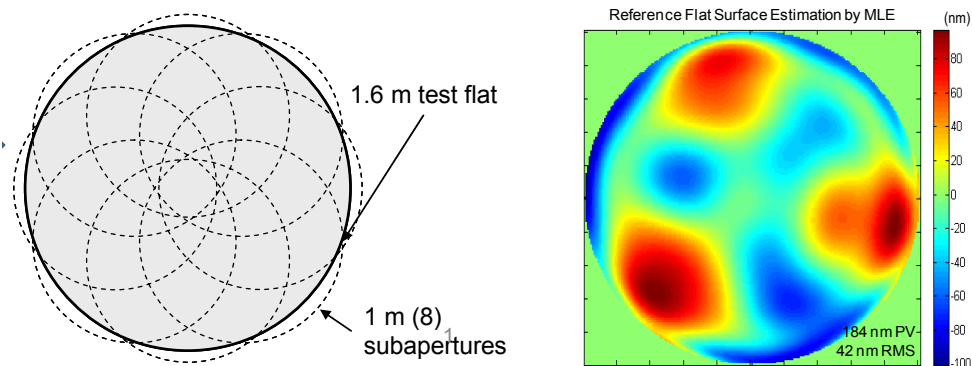 1.6 m test flat
1 m (8)
1
subapertures
Reference Flat Surface Estimation by MLE
(nm)
80
60
40
20
0
-20
-40
-60
-80
-100
184 nm PV
42 nm RMS